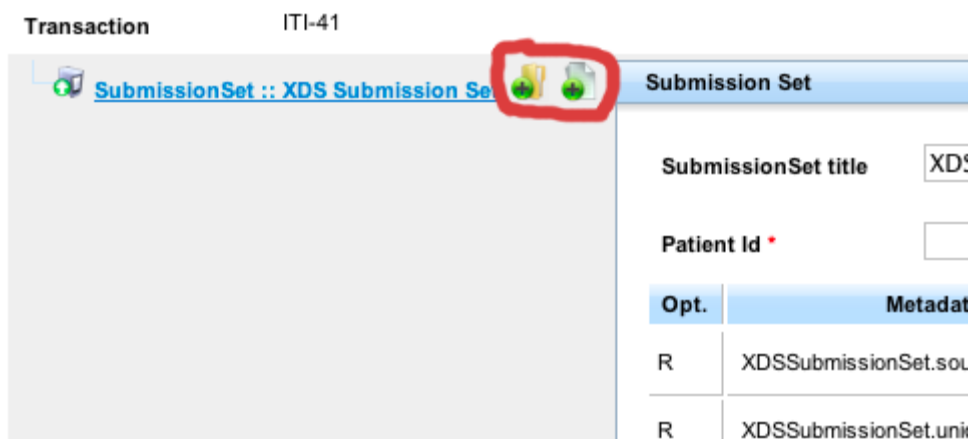 Transaction ITI-41
SubmissionSet :: XDS Submission Se
Submission Set
SubmissionSet title XDS
Patient Id *
Opt. Metadat
R XDSSubmissionSet.sou
R XDSSubmissionSet.uni